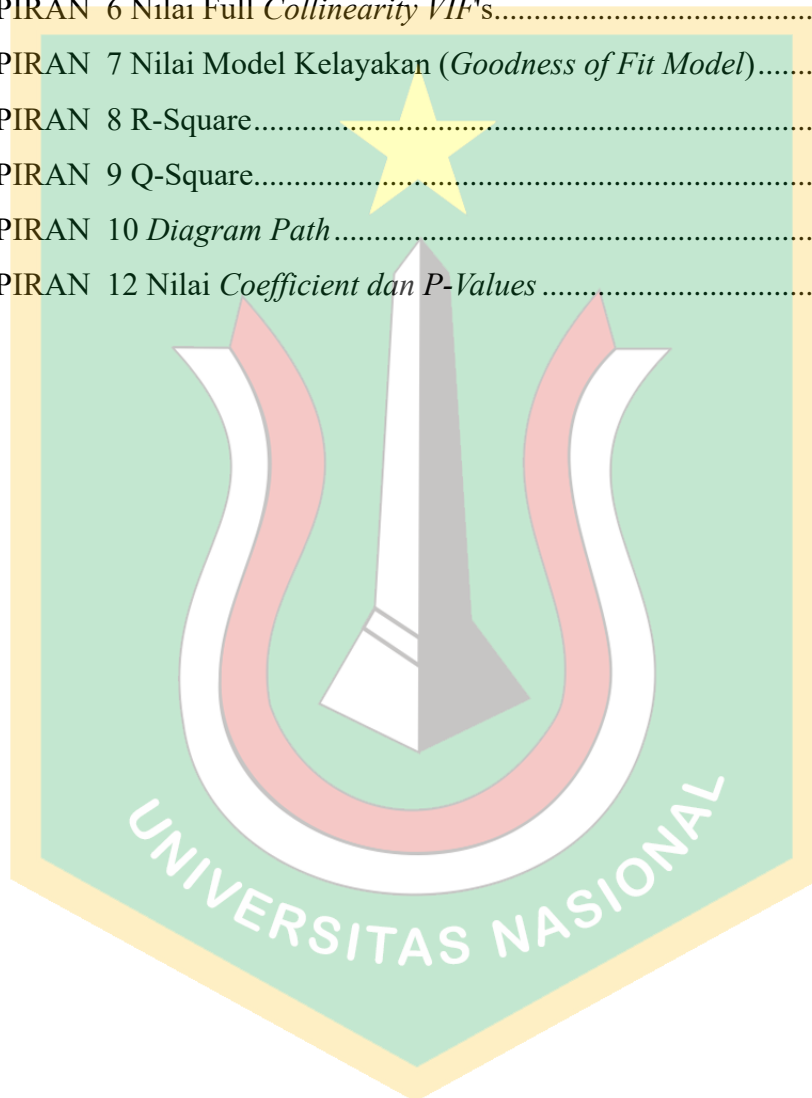 PIRAN 6 Nilai Full Collinearity VIF's.......................................
PIRAN 7 Nilai Model Kelayakan (Goodness of Fit Model).......
PIRAN 8 R-Square.....................................................................
PIRAN 9 Q-Square.....................................................................
PIRAN 10 Diagram Path...........................................................
PIRAN 12 Nilai Coefficient dan P-Values .................................
UNIVERSITAS NASIONAL